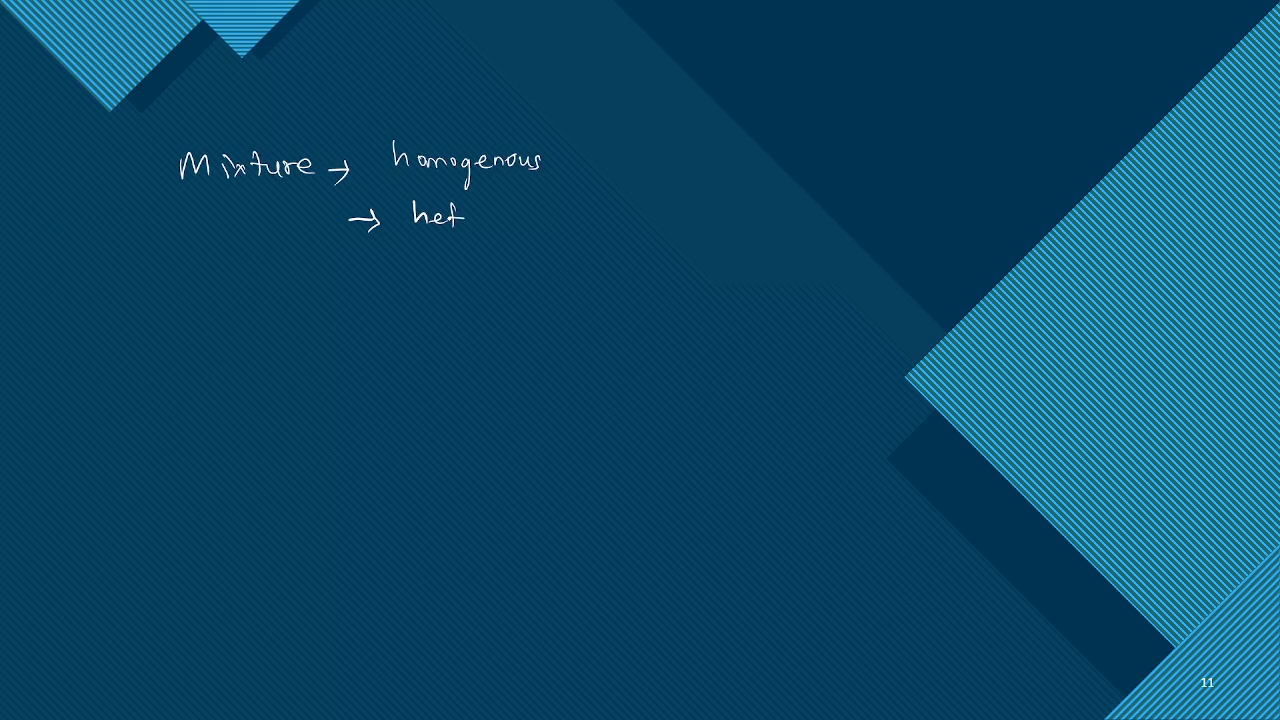 Mixture → homogenous
→ het
11